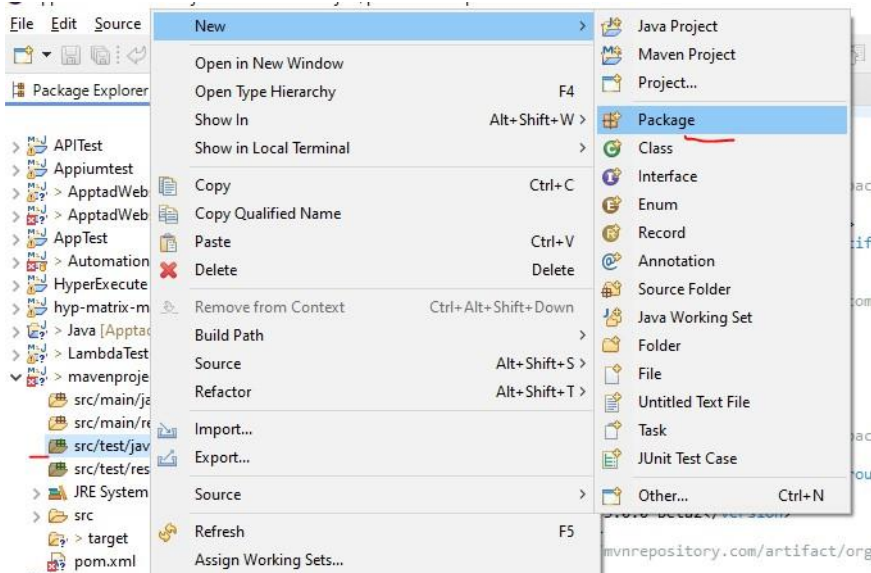 File Edit Source
Package Explorer
APITest
Appiumtest
> ApptadWeb
> ApptadWeb
AppTest
> Automation
HyperExecute
hyp-matrix-m
> Java [Apptad
> LambdaTest
> mavenproje
src/main/ja
src/main/re
src/test/jav
src/test/res
JRE System
src
> target
pom.xml
New >
Open in New Window
Open Type Hierarchy F4
Show In Alt+Shift+W >
Show in Local Terminal >
Copy Ctrl+C
Copy Qualified Name
Paste Ctrl+V
Delete Delete
Remove from Context Ctrl+Alt+Shift+Down
Build Path >
Source Alt+Shift+S >
Refactor Alt+Shift+T >
Import...
Export...
Source >
Refresh F5
Assign Working Sets...
Java Project
Maven Project
Project...
Package
Class
Interface
Enum
Record
Annotation
Source Folder
Java Working Set
Folder
File
Untitled Text File
Task
JUnit Test Case
Other... Ctrl+N
mvnrepository.com/artifact/org